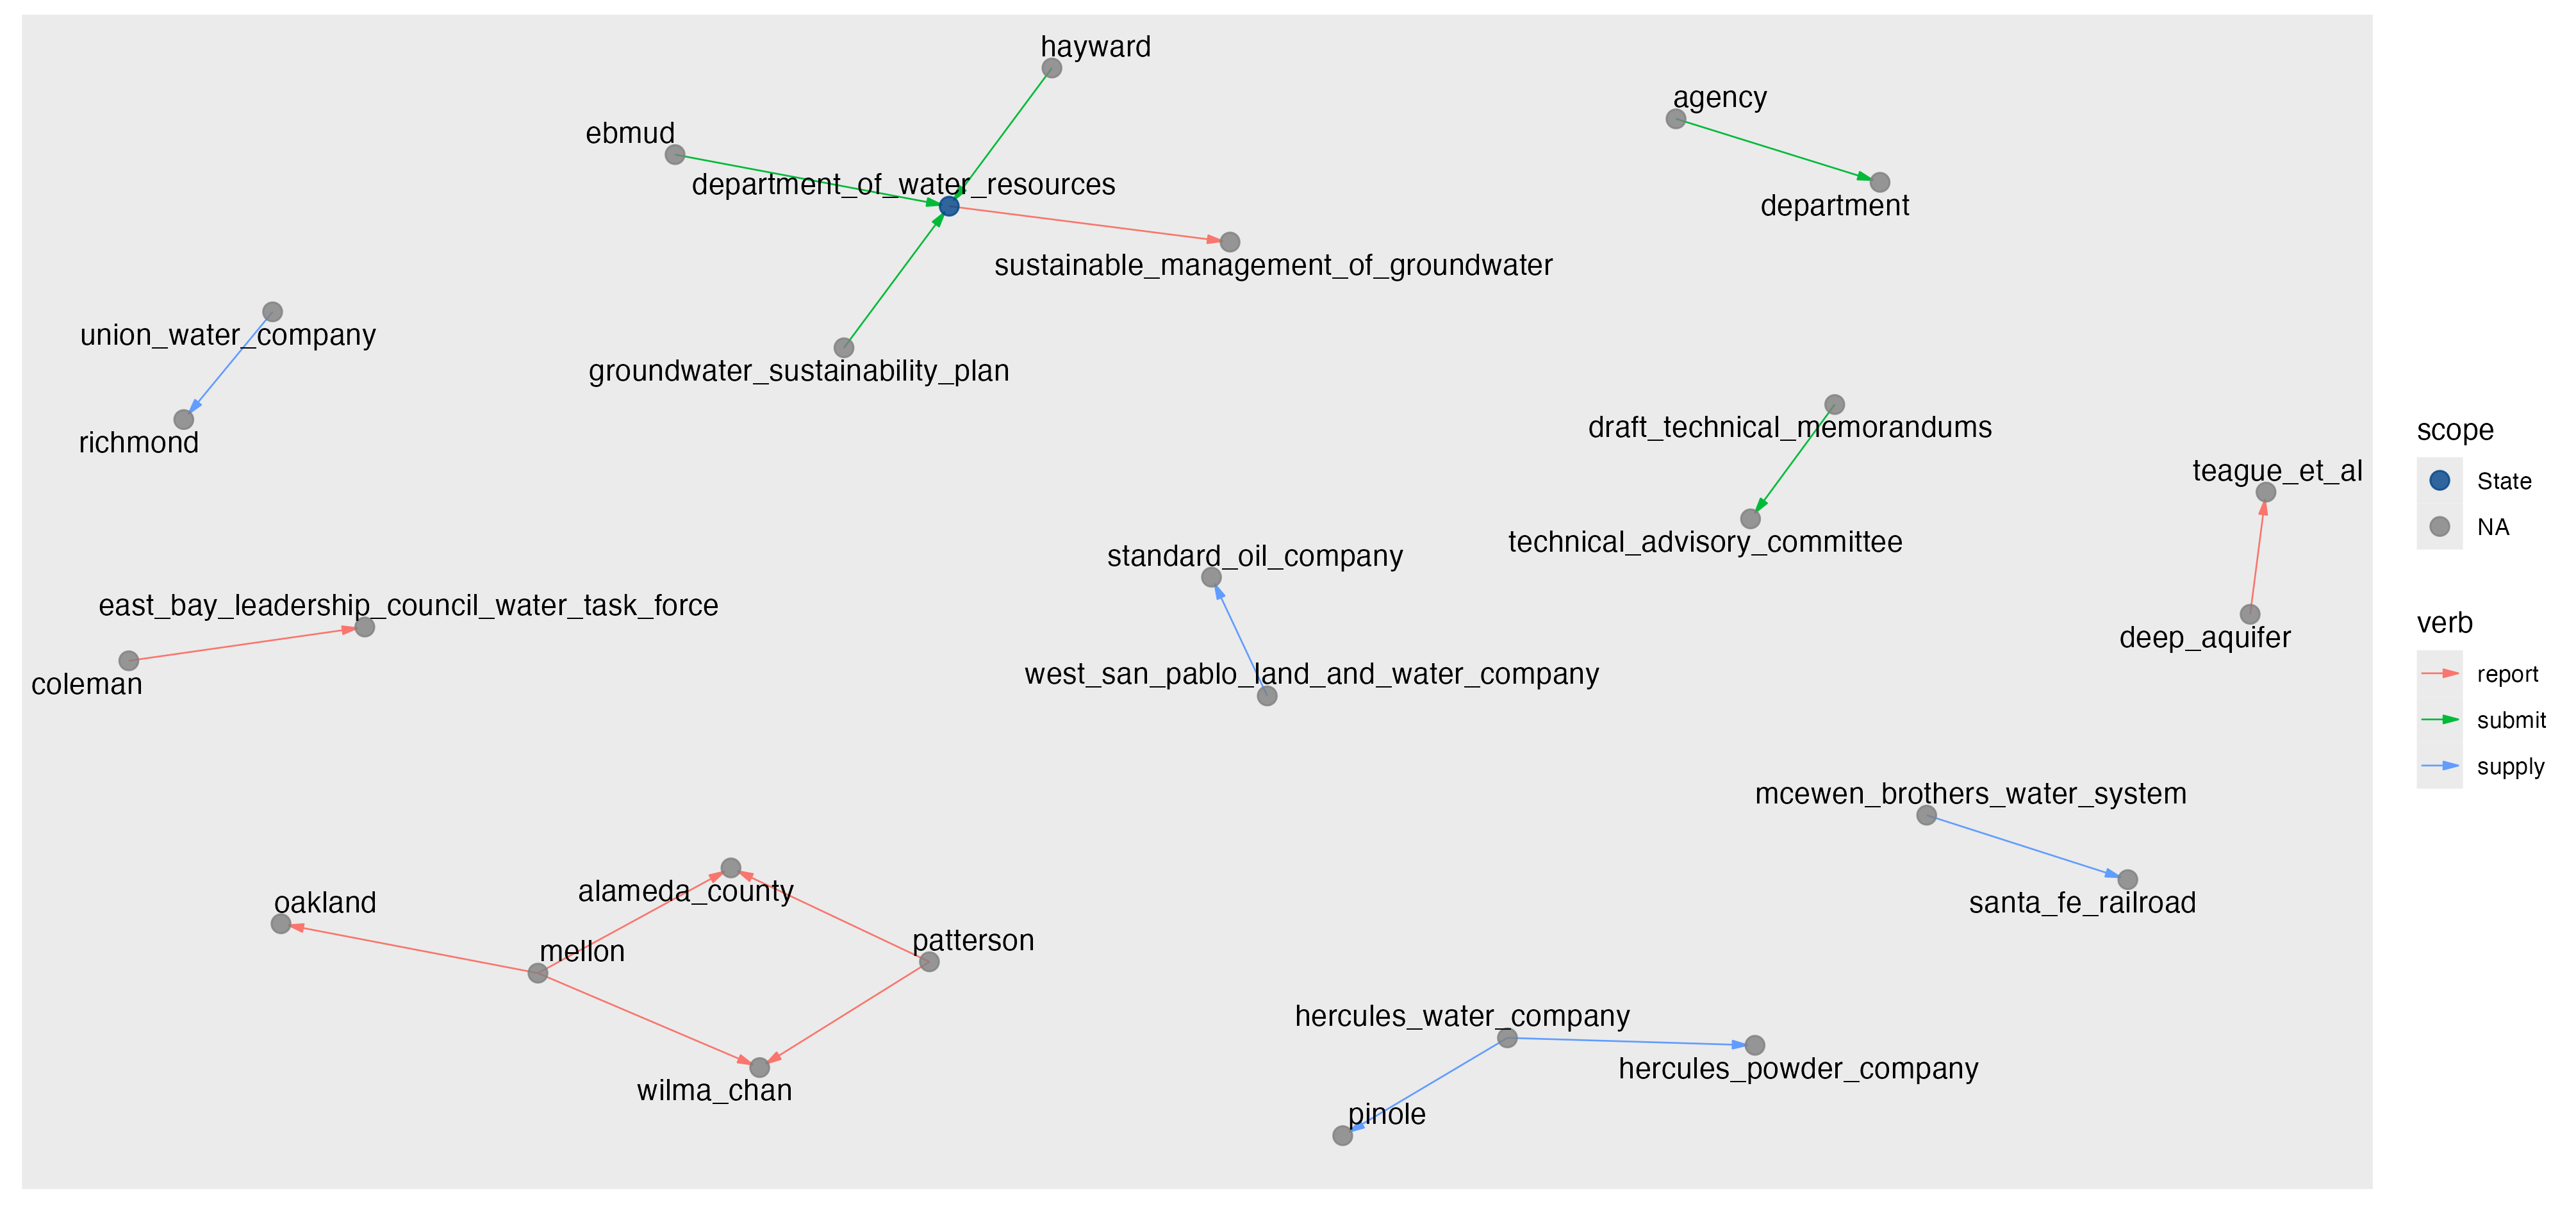 hayward
agency
ebmud
department_of_water_resources
department
sustainable_management_of_groundwater
union_water_company
groundwater_sustainability_plan
richmond
draft_technical_memorandums
teague_et_al
technical_advisory_committee
standard_oil_company
east_bay_leadership_council_water_task_force
deep_aquifer
coleman
west_san_pablo_land_and_water_company
mcewen_brothers_water_system
alameda_county
oakland
santa_fe_railroad
patterson
mellon
hercules_water_company
hercules_powder_company
wilma_chan
pinole
scope
State
NA
verb
report
submit
supply